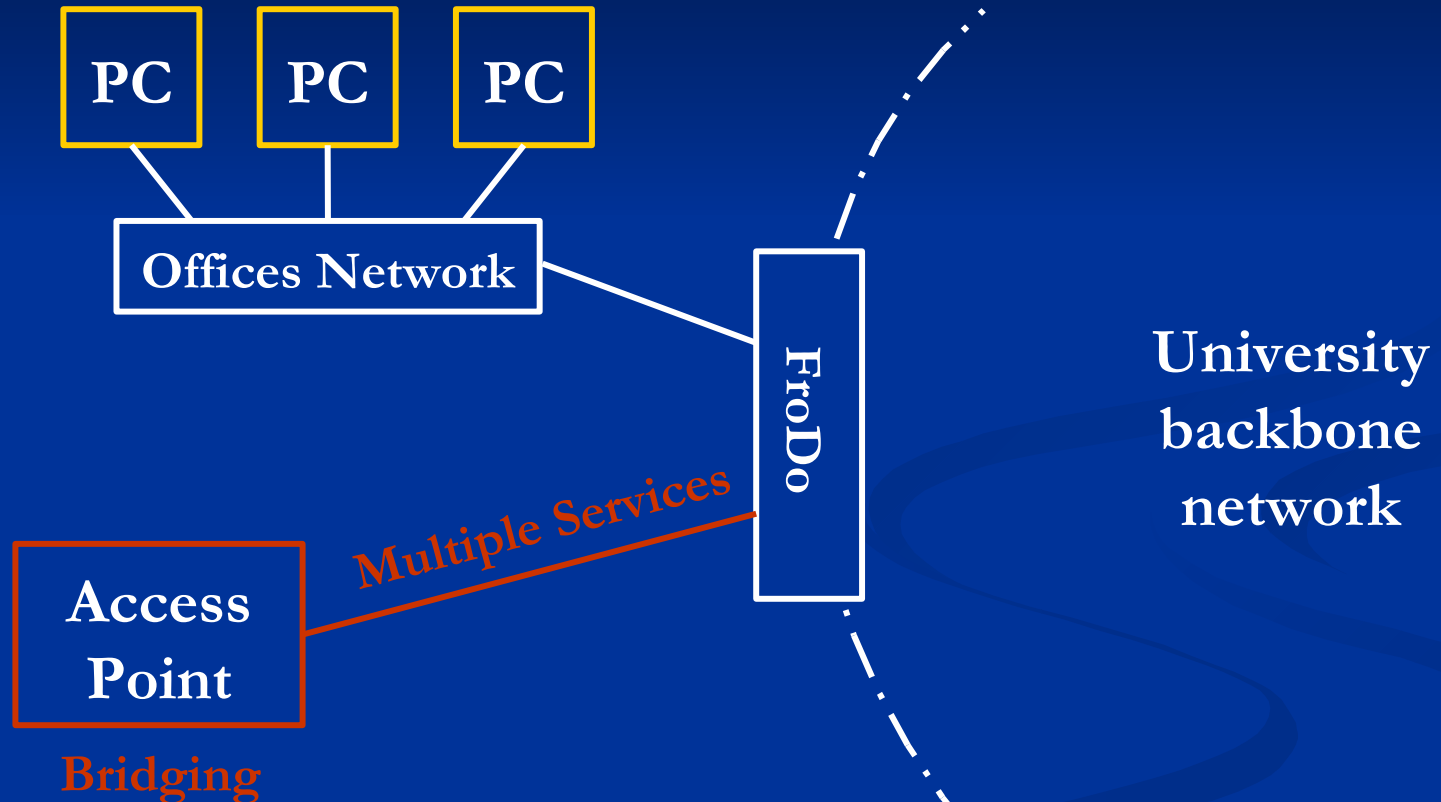 PC
PC
PC
Offices Network
FroDo
University
backbone
network
Multiple Services
Access
Point
Bridging